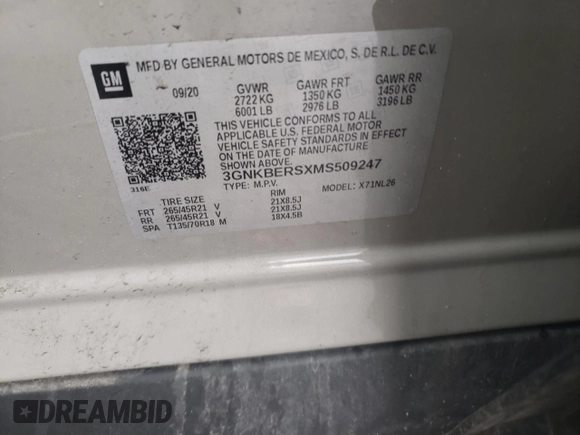 GM
MFD BY GENERAL MOTORS DE MEXICO, S. DE R.L. DE C.V.
09/20 GVWR GAWR FRT GAWR RR
2722 KG 1350 KG 1450 KG
6001 LB 2976 LB 3196 LB
THIS VEHICLE CONFORMS TO ALL
APPLICABLE U.S. FEDERAL MOTOR
VEHICLE SAFETY STANDARDS IN EFFECT
ON THE DATE OF MANUFACTURE
SHOWN ABOVE.
3GNKBERSXMS509247
316E TYPE: M.P.V. MODEL: X71NL26
TIRE SIZE RIM
FRT 265/45R21 V 21X8.5J
RR 265/45R21 V 21X8.5J
SPA T135/70R18 M 18X4.5B
DREAMBID